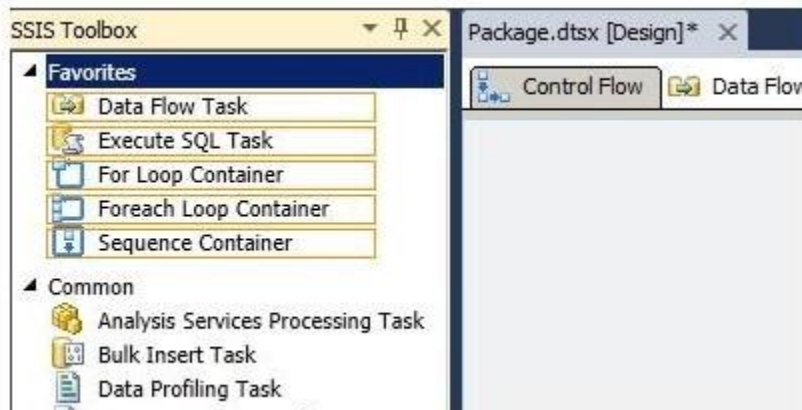 SSIS Toolbox
Package.dtsx [Design]*
Favorites
Control Flow
Data Flow
Data Flow Task
Execute SQL Task
For Loop Container
Foreach Loop Container
Sequence Container
Common
Analysis Services Processing Task
Bulk Insert Task
Data Profiling Task